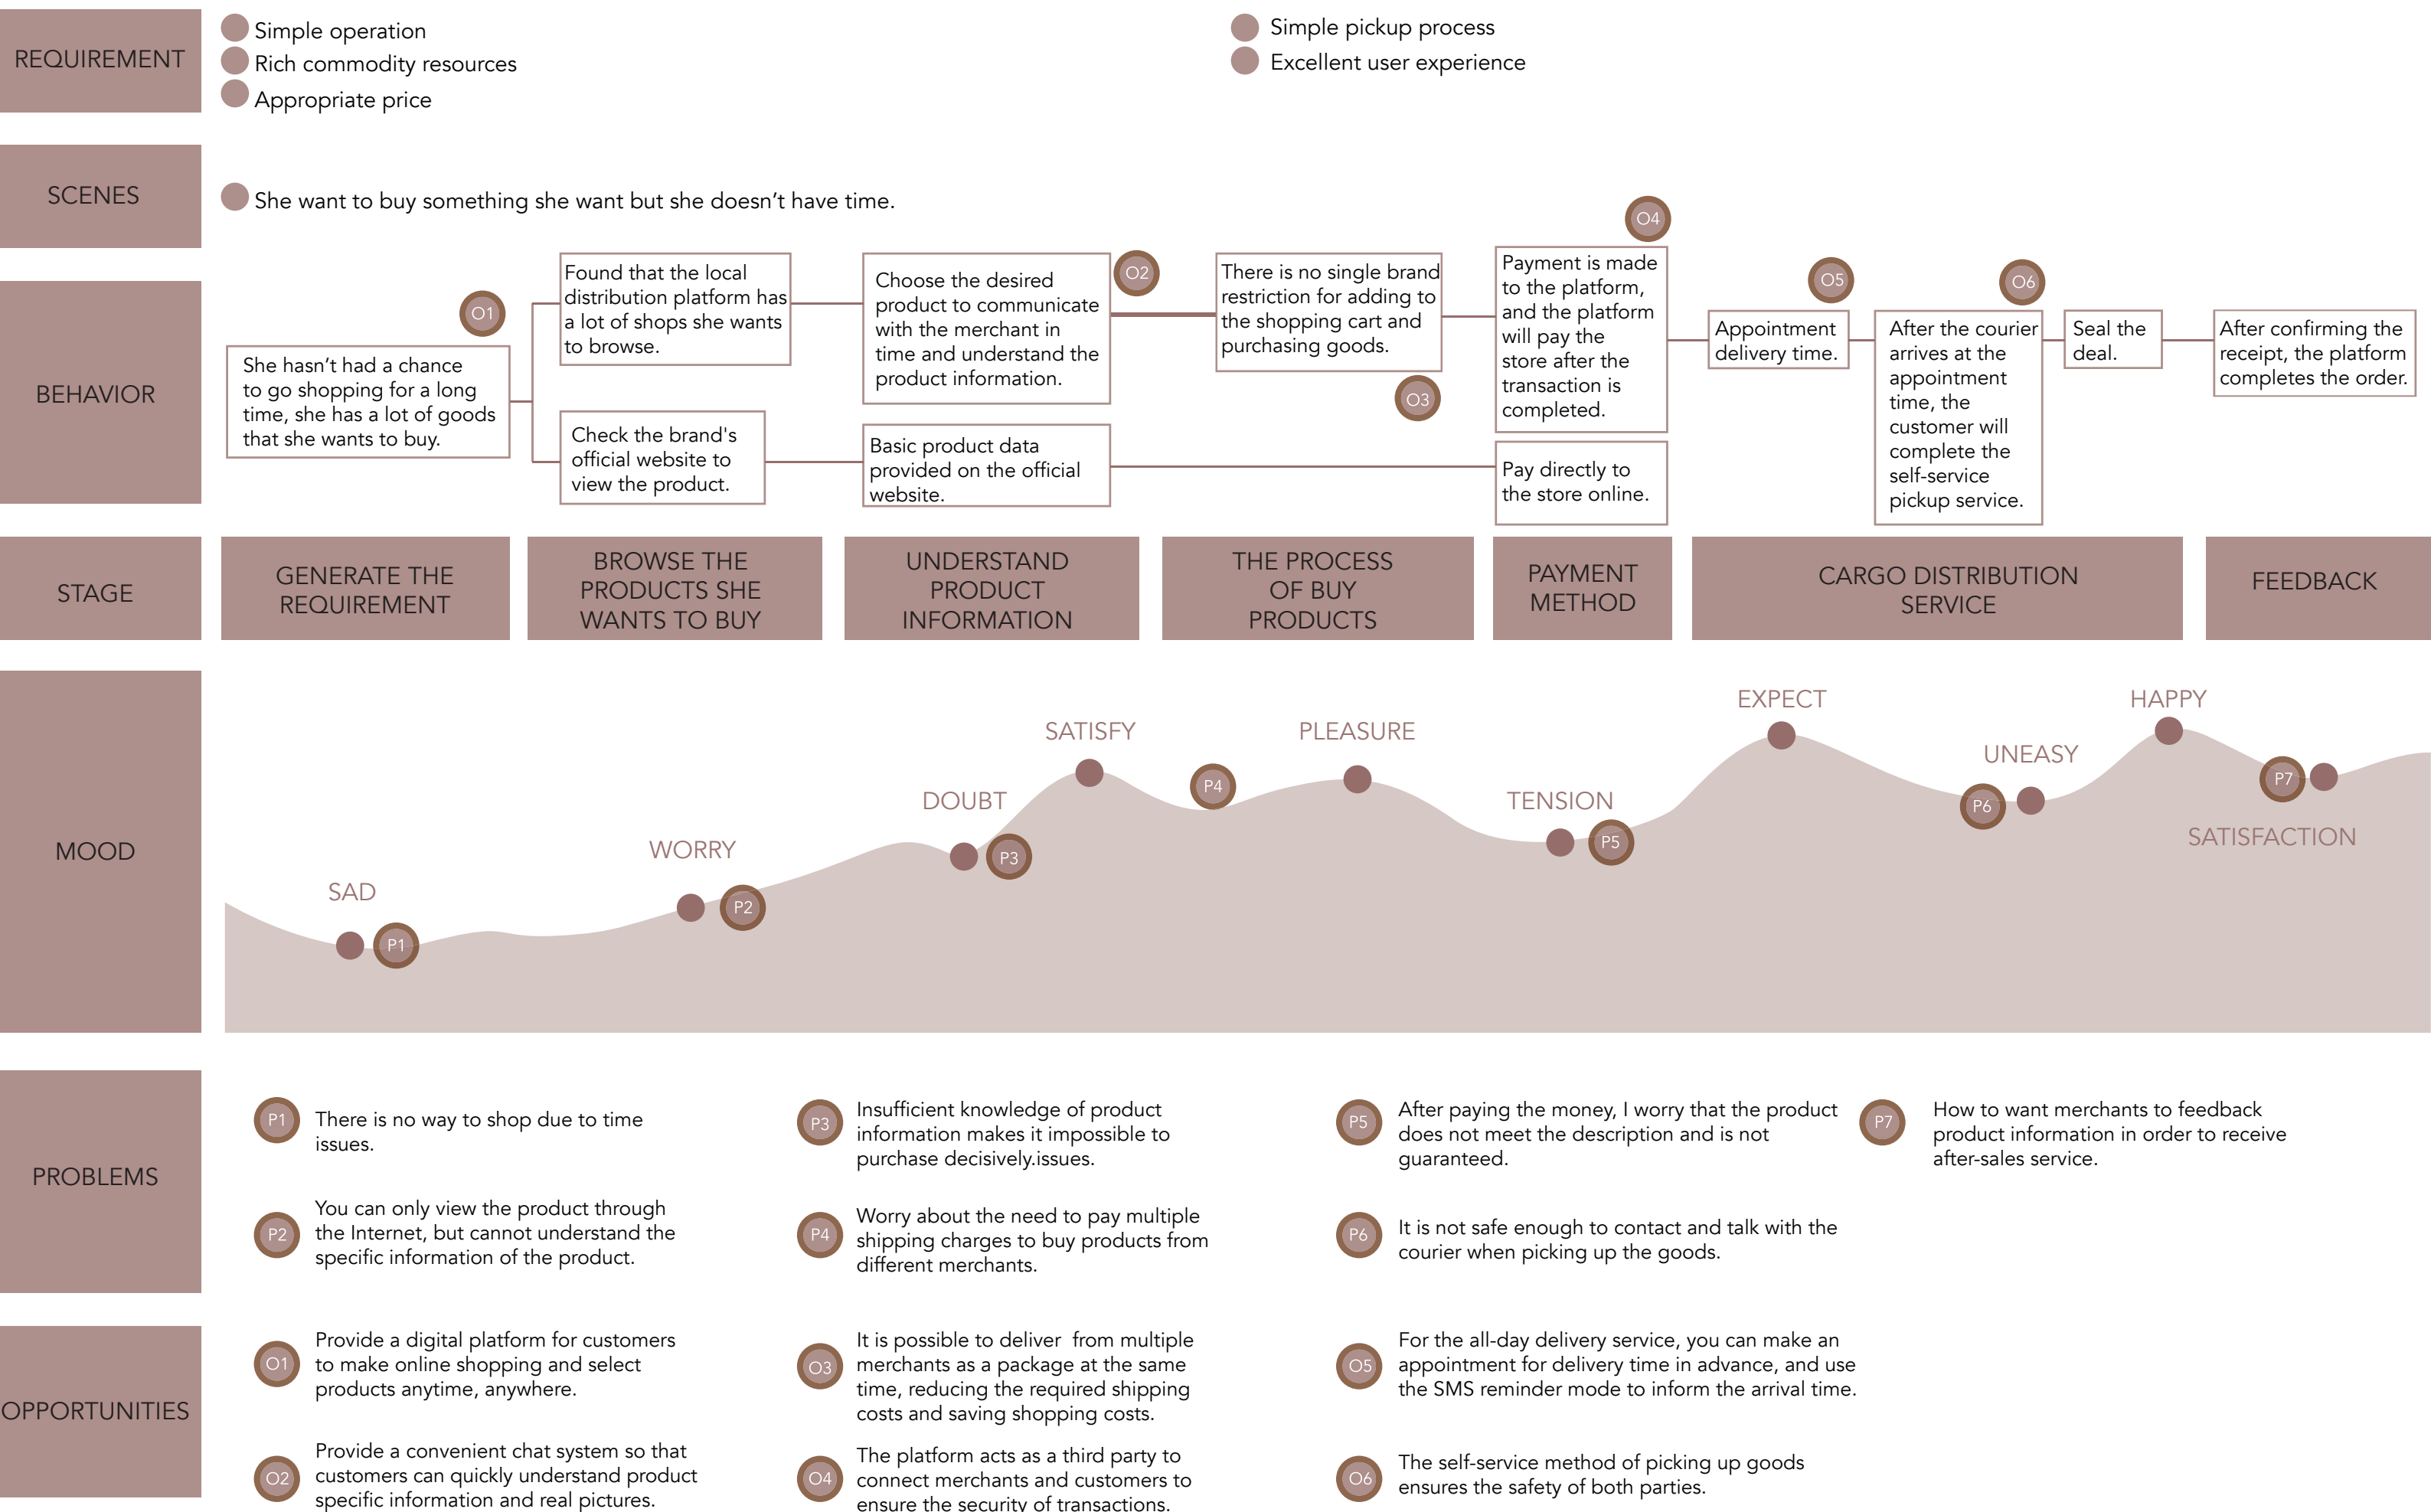 REQUIREMENT
Simple operation
Rich commodity resources
Appropriate price
Simple pickup process
Excellent user experience
SCENES
She want to buy something she want but she doesn’t have time.
BEHAVIOR
O1
She hasn’t had a chance
to go shopping for a long
time, she has a lot of goods
that she wants to buy.
Found that the local
distribution platform has
a lot of shops she wants
to browse.
Check the brand's
official website to
view the product.
Choose the desired
product to communicate
with the merchant in
time and understand the
product information.
O2
Basic product data
provided on the official
website.
There is no single brand
restriction for adding to
the shopping cart and
purchasing goods.
O3
O4
Payment is made
to the platform,
and the platform
will pay the
store after the
transaction is
completed.
Pay directly to
the store online.
O5
Appointment
delivery time.
O6
After the courier
arrives at the
appointment
time, the
customer will
complete the
self-service
pickup service.
Seal the
deal.
After confirming the
receipt, the platform
completes the order.
STAGE
GENERATE THE
REQUIREMENT
BROWSE THE
PRODUCTS SHE
WANTS TO BUY
UNDERSTAND
PRODUCT
INFORMATION
THE PROCESS
OF BUY
PRODUCTS
PAYMENT
METHOD
CARGO DISTRIBUTION
SERVICE
FEEDBACK
MOOD
SAD
P1
WORRY
P2
DOUBT
P3
SATISFY
P4
PLEASURE
TENSION
P5
EXPECT
UNEASY
P6
HAPPY
P7
SATISFACTION
PROBLEMS
P1
There is no way to shop due to time
issues.
P2
You can only view the product through
the Internet, but cannot understand the
specific information of the product.
P3
Insufficient knowledge of product
information makes it impossible to
purchase decisively.issues.
P4
Worry about the need to pay multiple
shipping charges to buy products from
different merchants.
P5
After paying the money, I worry that the product
does not meet the description and is not
guaranteed.
P6
It is not safe enough to contact and talk with the
courier when picking up the goods.
P7
How to want merchants to feedback
product information in order to receive
after-sales service.
OPPORTUNITIES
O1
Provide a digital platform for customers
to make online shopping and select
products anytime, anywhere.
O2
Provide a convenient chat system so that
customers can quickly understand product
specific information and real pictures.
O3
It is possible to deliver from multiple
merchants as a package at the same
time, reducing the required shipping
costs and saving shopping costs.
O4
The platform acts as a third party to
connect merchants and customers to
ensure the security of transactions.
O5
For the all-day delivery service, you can make an
appointment for delivery time in advance, and use
the SMS reminder mode to inform the arrival time.
O6
The self-service method of picking up goods
ensures the safety of both parties.